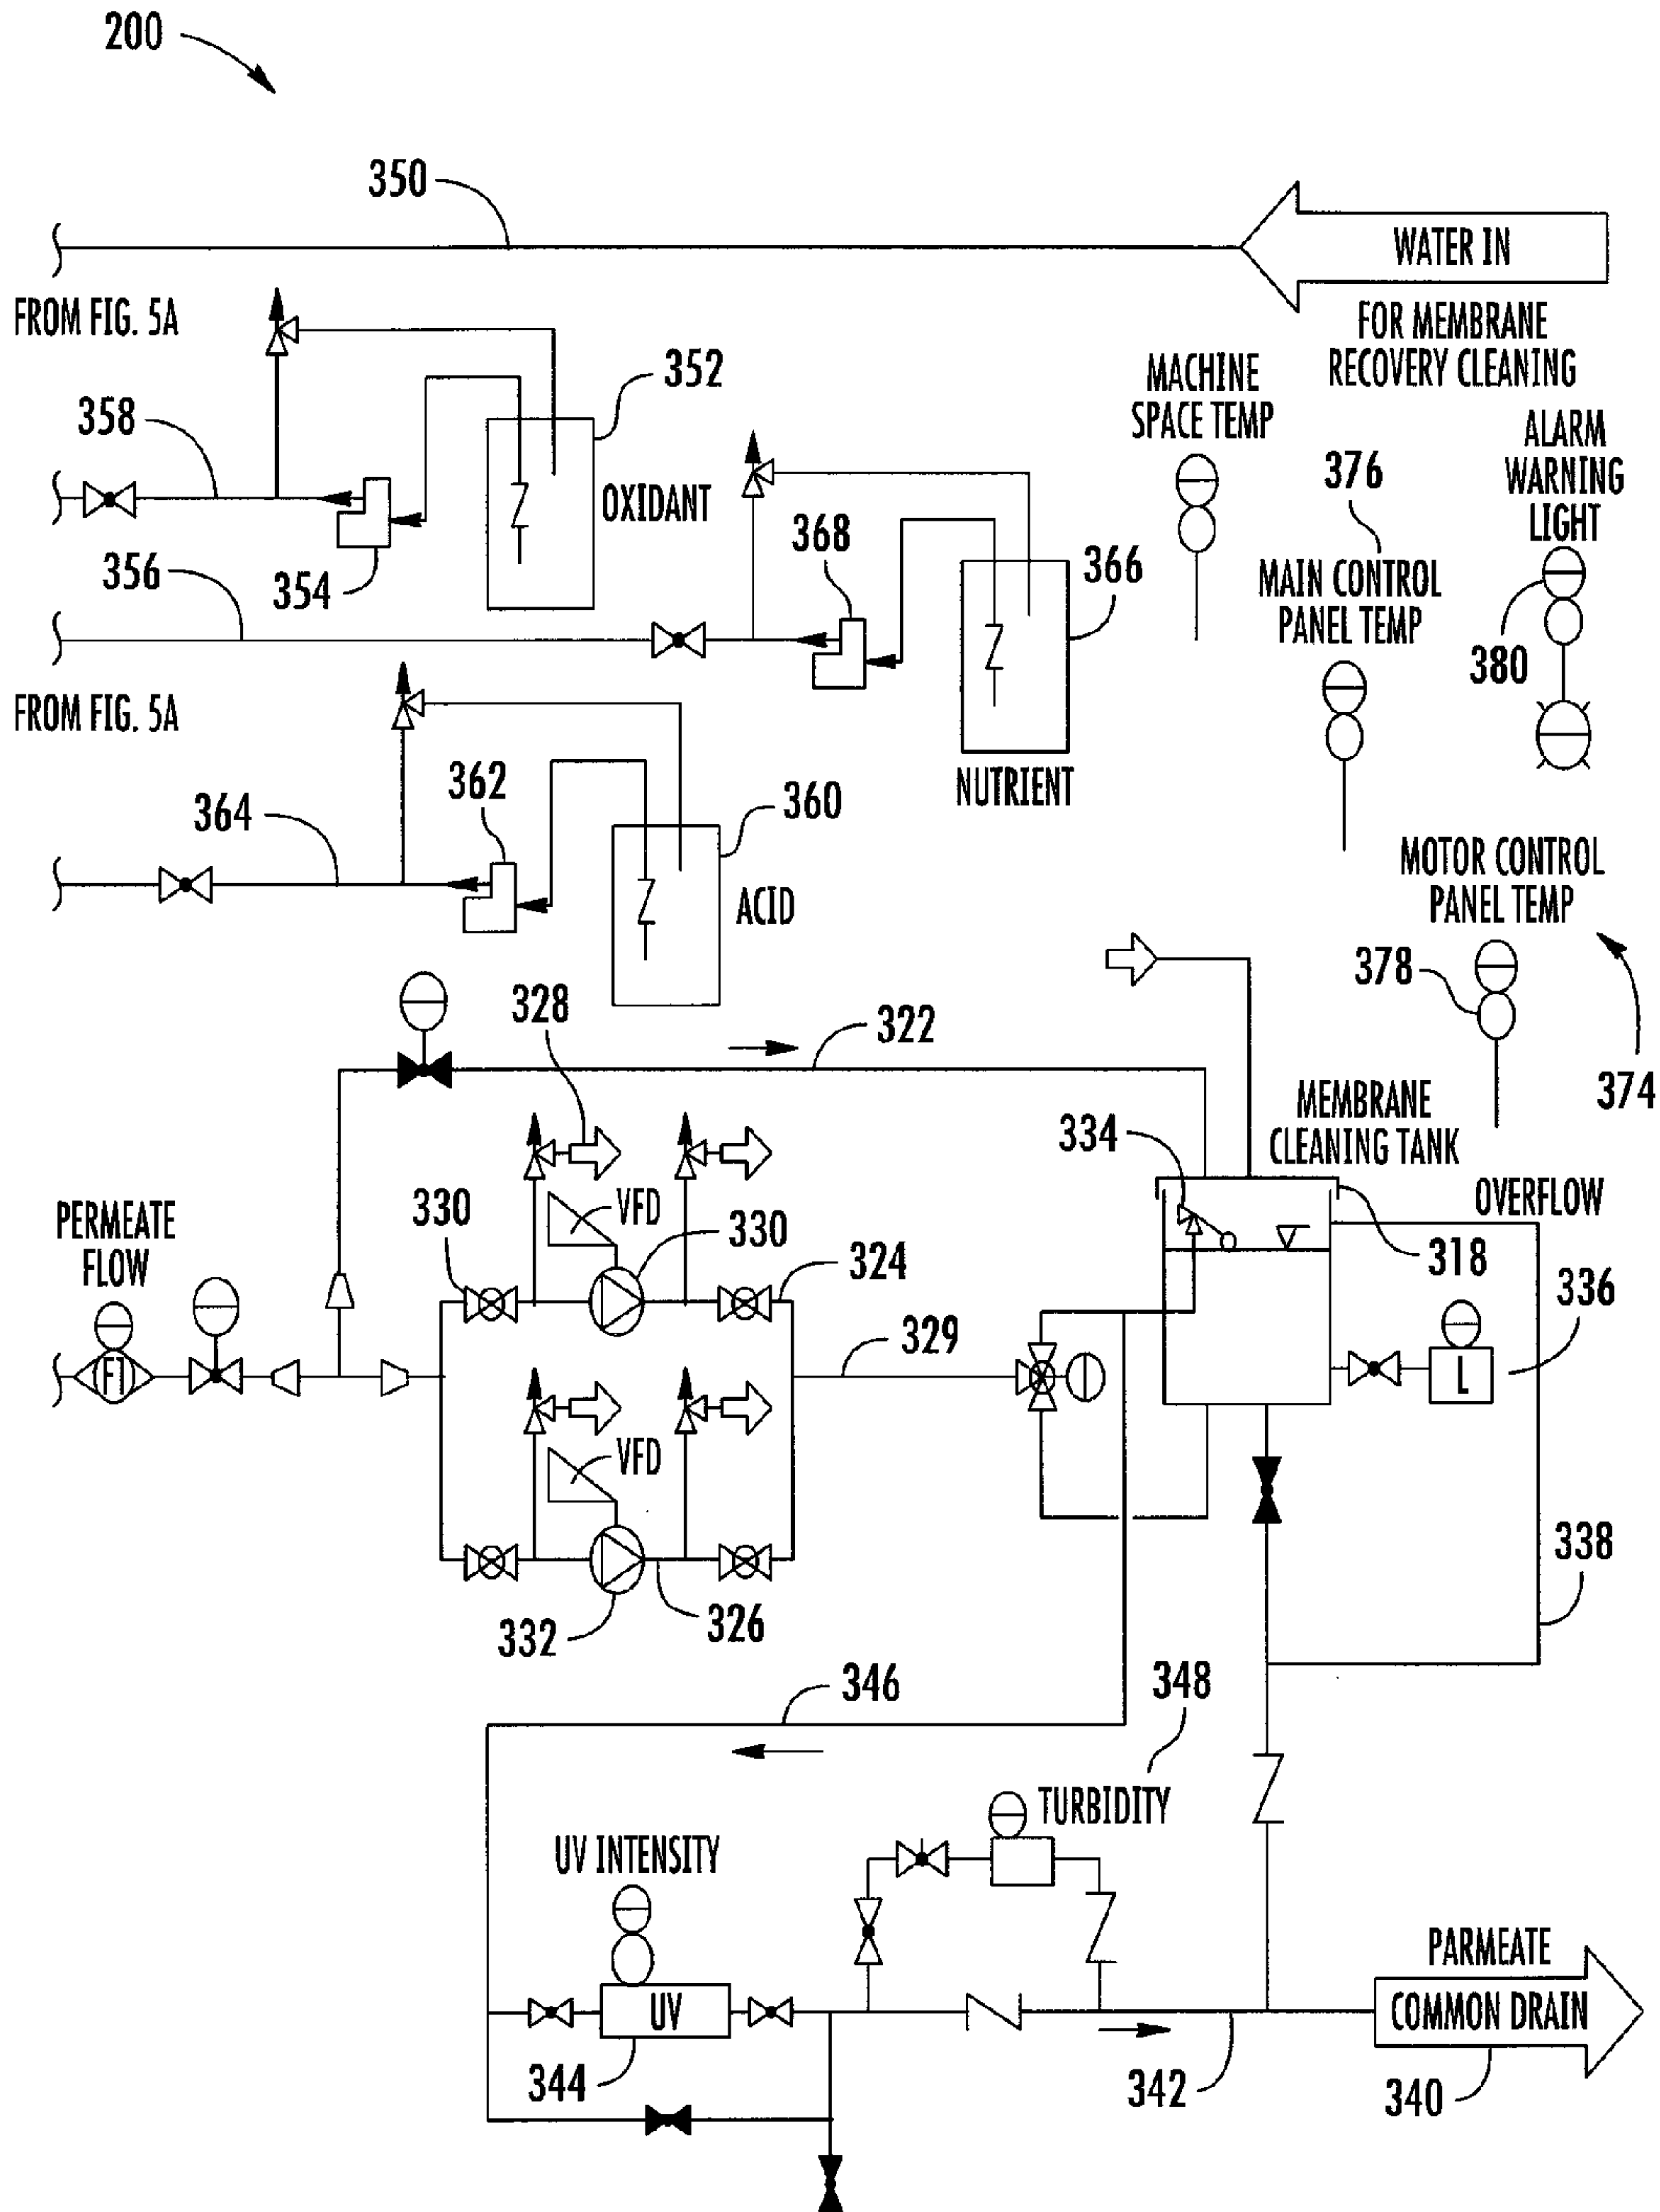 200
350
WATER IN
FROM FIG. 5A
FOR MEMBRANE
RECOVERY CLEANING
352
MACHINE
SPACE TEMP
358
OXIDANT
376
ALARM
WARNING
LIGHT
354
368
366
356
MAIN CONTROL
PANEL TEMP
380
FROM FIG. 5A
NUTRIENT
362
360
364
ACID
MOTOR CONTROL
PANEL TEMP
378
328
322
374
334
MEMBRANE
CLEANING TANK
OVERFLOW
PERMEATE
FLOW
330
VFD
330
324
318
336
329
FT
L
VFD
338
332
326
346
348
TURBIDITY
UV INTENSITY
PARMEATE
UV
COMMON DRAIN
344
342
340